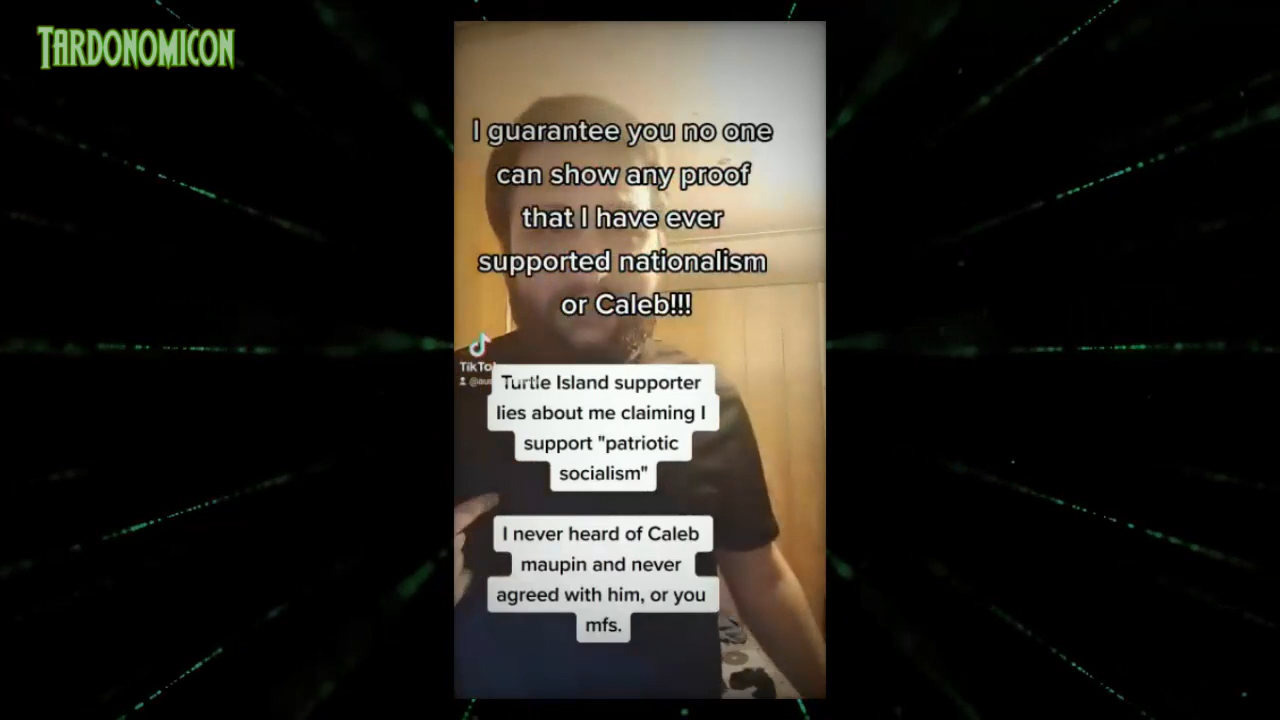 TARDONOMICON
I guarantee you no one
can show any proof
that I have ever
supported nationalism
or Caleb!!!
TikTo
Turtle Island supporter
lies about me claiming I
support "patriotic
socialism"
I never heard of Caleb
maupin and never
agreed with him, or you
mfs.